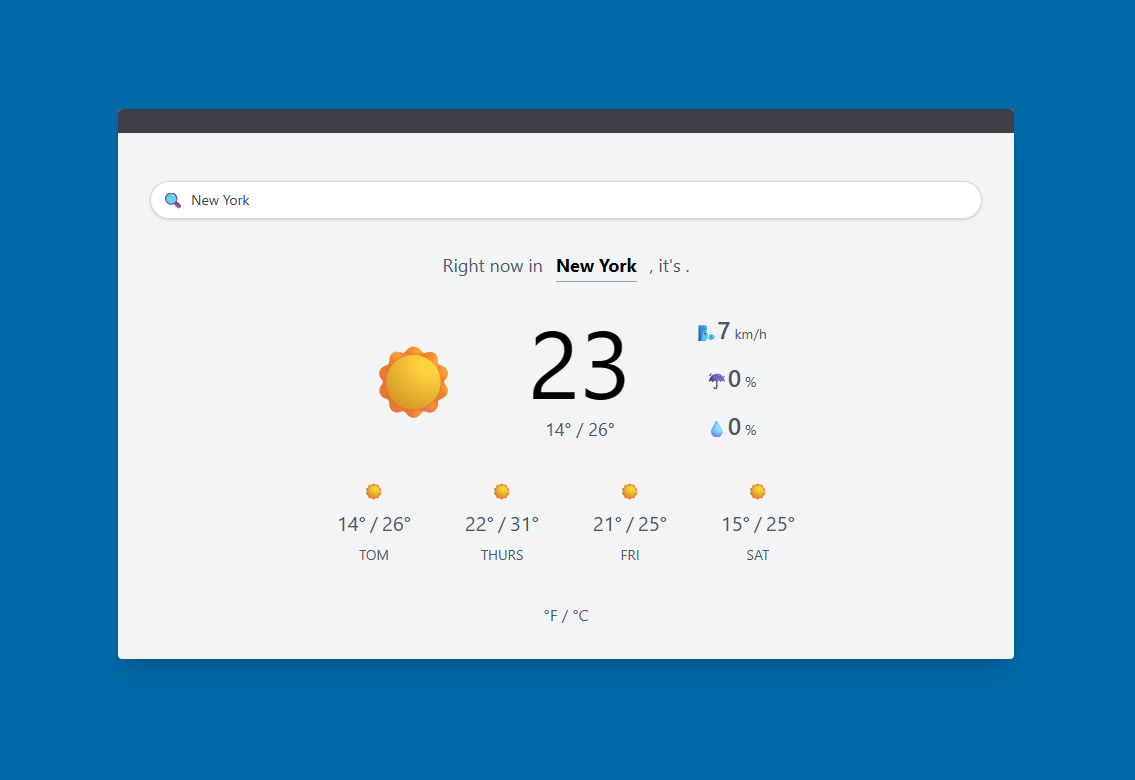 New York
Right now in New York , it's .
23
14° / 26°
7 km/h
0 %
0 %
14° / 26° 22° / 31° 21° / 25° 15° / 25°
TOM THURS FRI SAT
°F / °C